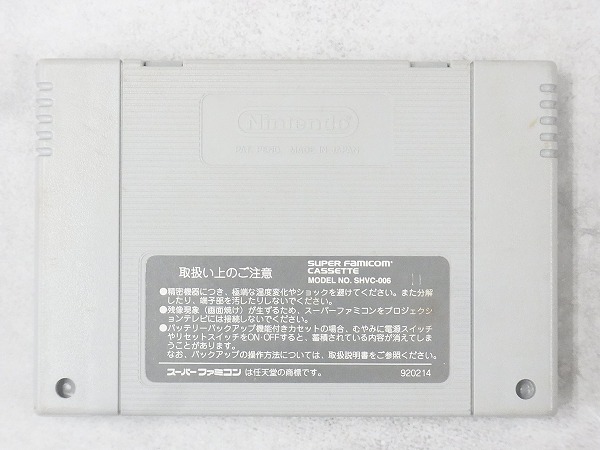 Nintendo
PAT. PEND. MADE IN JAPAN
取扱い上のご注意
SUPER FAMICOM
CASSETTE
MODEL NO. SHVC-006
●精密機器につき、極端な温度変化やショックを避けてください。また分解
したり、端子部を汚したりしないでください。
●残像現象(画面焼け)が生ずるため、スーパーファミコンをプロジェクシ
ョンテレビには接続しないでください。
●バッテリーバックアップ機能付きカセットの場合、むやみに電源スイッチ
やリセットスイッチをON・OFFすると、蓄積されている内容が消えてしま
うことがあります。
なお、バックアップの操作方法については、取扱説明書をご参照ください。
スーパーファミコン は任天堂の商標です。 920214